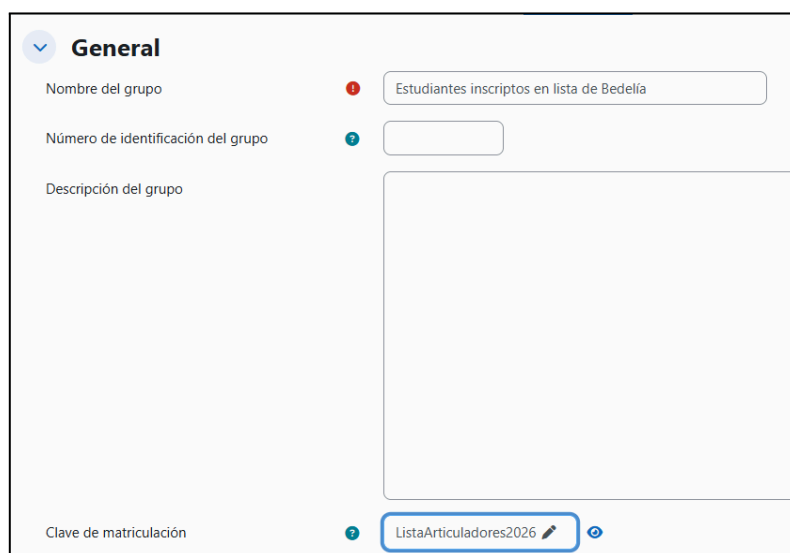 General
Nombre del grupo
Estudiantes inscriptos en lista de Bedelía
Número de identificación del grupo
Descripción del grupo
Clave de matriculación
ListaArticuladores2026